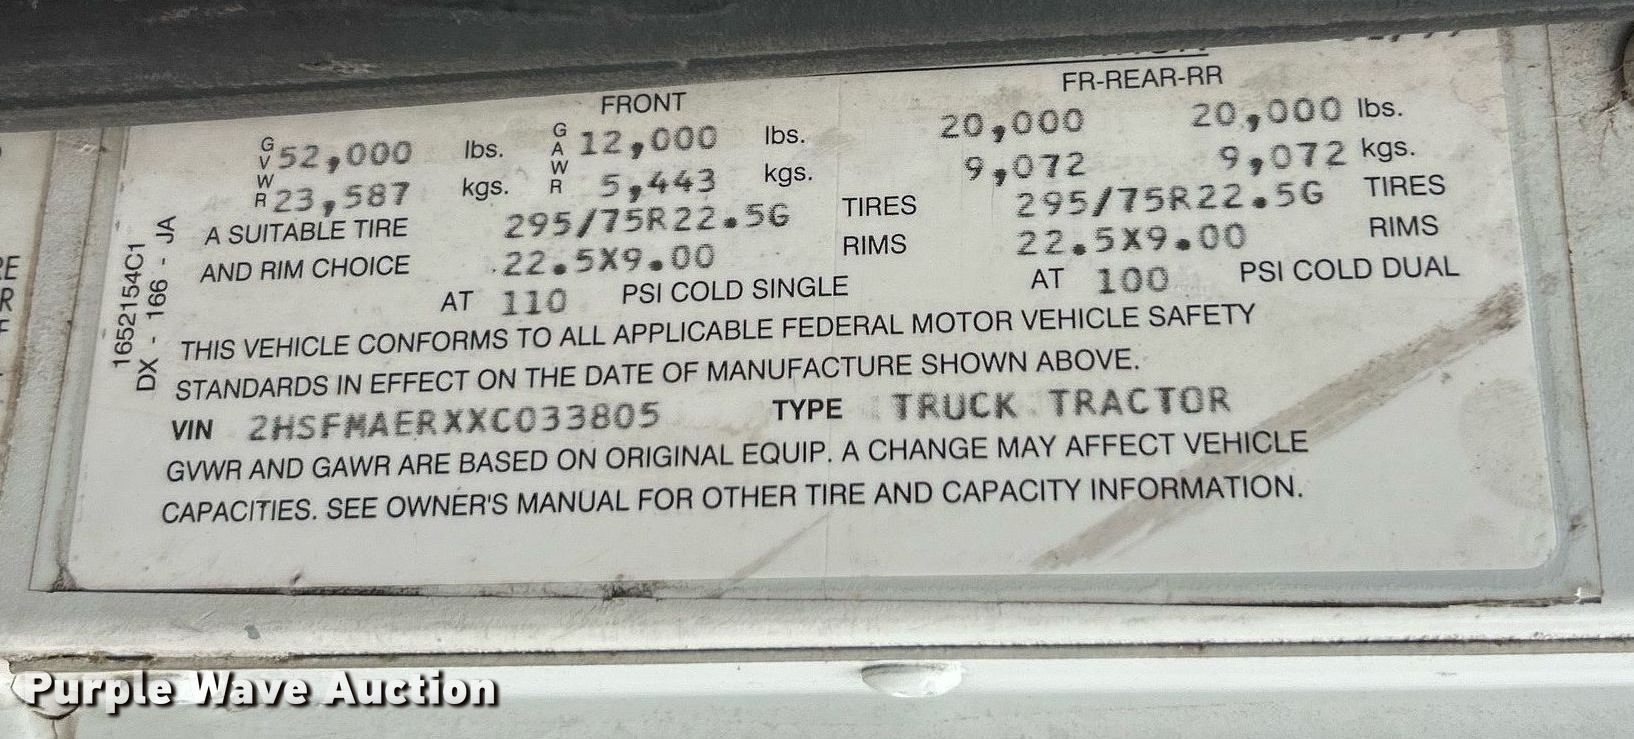 FRONT FR-REAR-RR
GVWR 52,000 lbs. GAWR 12,000 lbs. 20,000 20,000 lbs.
23,587 kgs. 5,443 kgs. 9,072 9,072 kgs.
A SUITABLE TIRE 295/75R22.5G TIRES 295/75R22.5G TIRES
AND RIM CHOICE 22.5X9.00 RIMS 22.5X9.00 RIMS
AT 110 PSI COLD SINGLE AT 100 PSI COLD DUAL
THIS VEHICLE CONFORMS TO ALL APPLICABLE FEDERAL MOTOR VEHICLE SAFETY
STANDARDS IN EFFECT ON THE DATE OF MANUFACTURE SHOWN ABOVE.
VIN 2HSFMAERXXC033805 TYPE TRUCK TRACTOR
GVWR AND GAWR ARE BASED ON ORIGINAL EQUIP. A CHANGE MAY AFFECT VEHICLE
CAPACITIES. SEE OWNER'S MANUAL FOR OTHER TIRE AND CAPACITY INFORMATION.
1652154C1
DX - 166 - JA
Purple Wave Auction